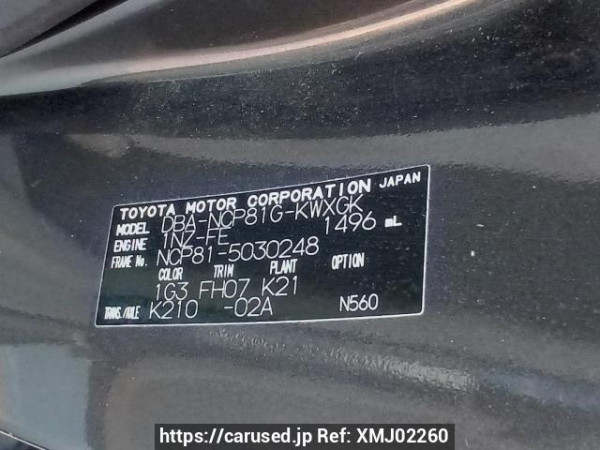 TOYOTA MOTOR CORPORATION JAPAN
MODEL DBA-NCP81G-KWXGK
ENGINE 1NZ-FE 1496 mL
FRAME No. NCP81-5030248
COLOR TRIM PLANT OPTION
1G3 FH07 K21
TRANS./AXLE K210 -02A N560
https://carused.jp Ref: XMJ02260